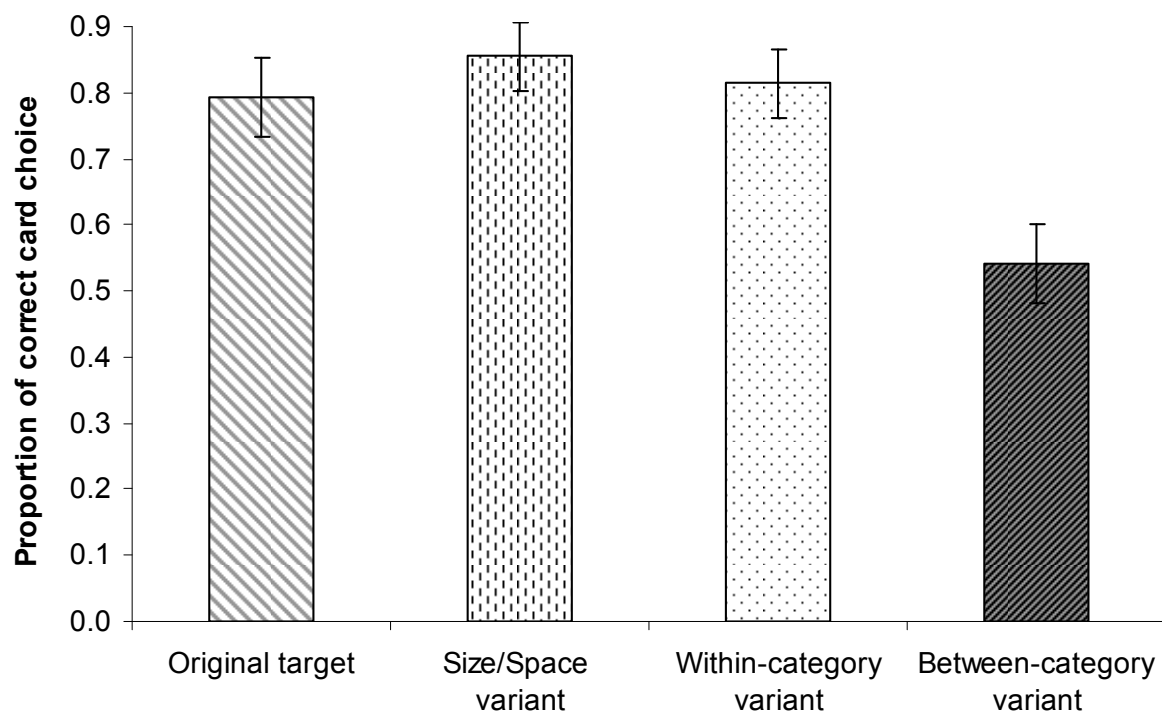 Proportion of correct card choice
0.9
0.8
0.7
0.6
0.5
0.4
0.3
0.2
0.1
0.0
Original target
Size/Space
variant
Within-category
variant
Between-category
variant